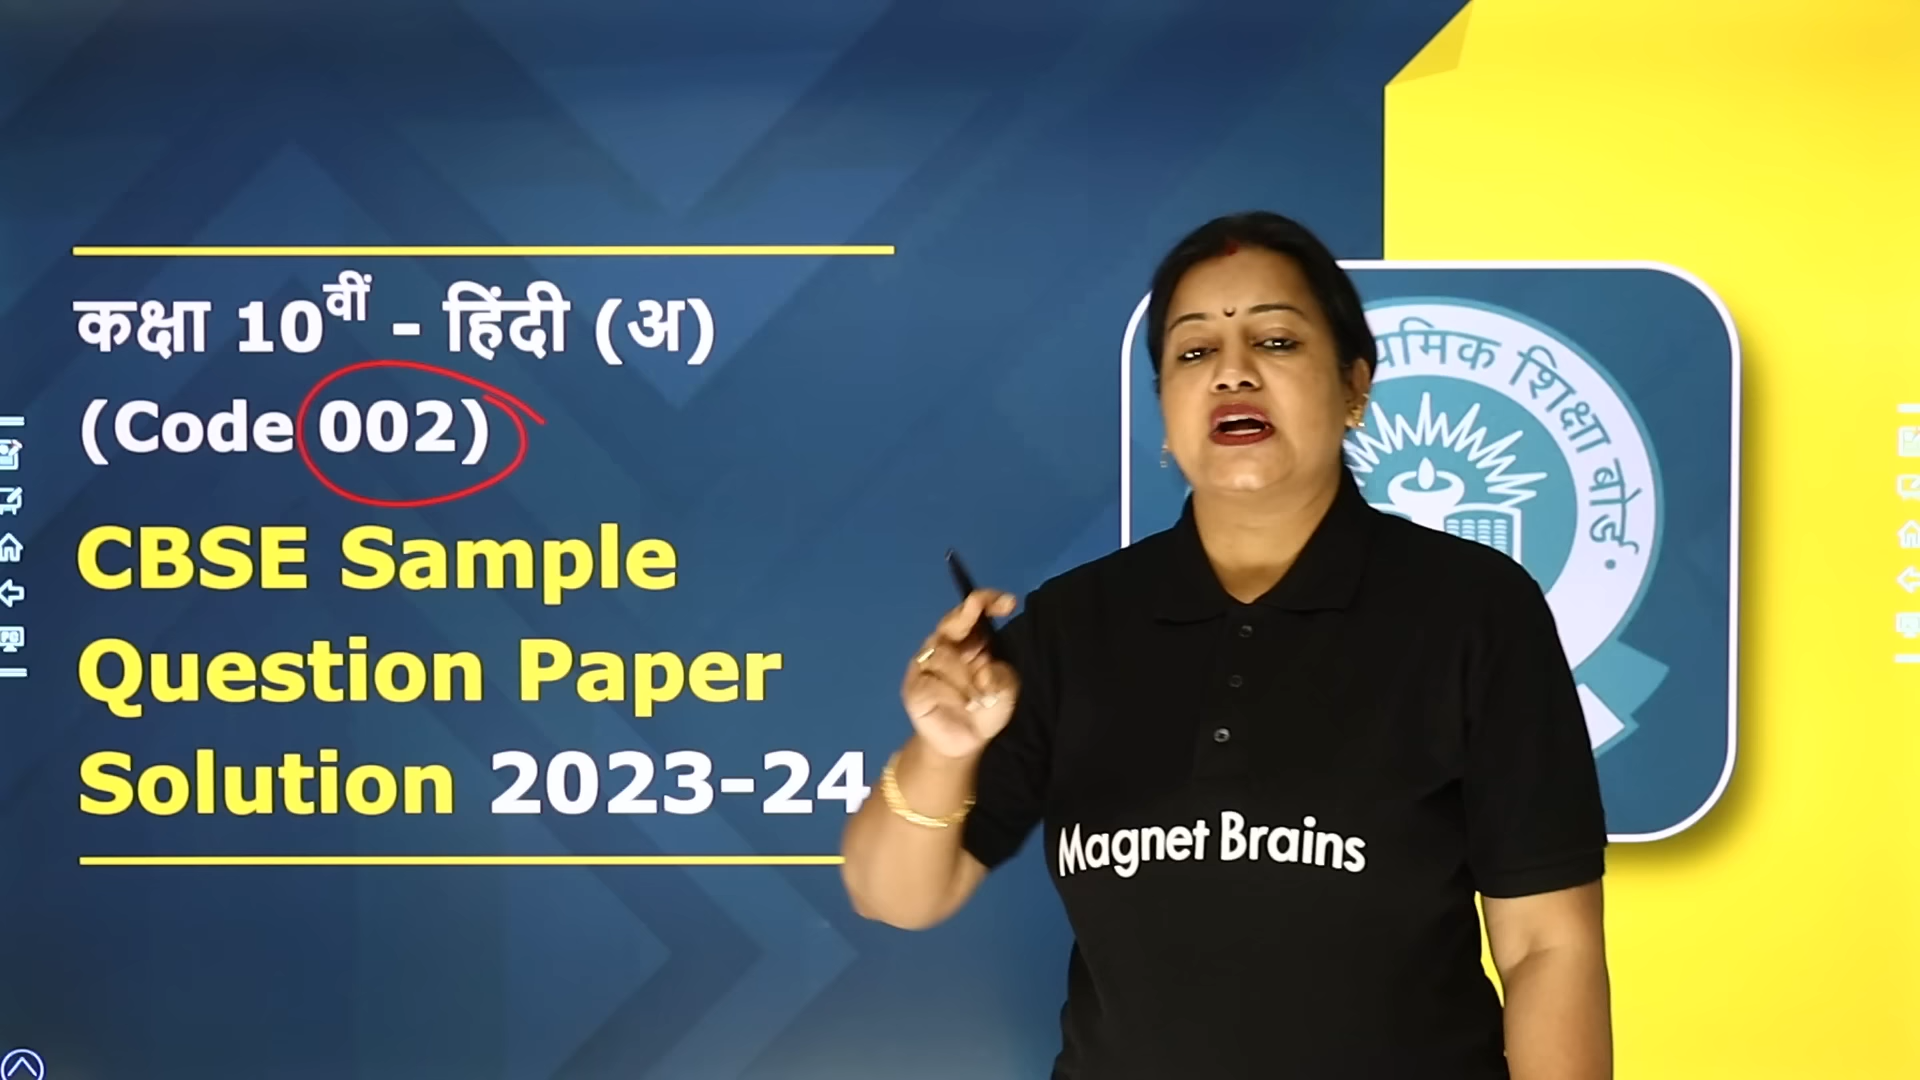 कक्षा 10वीं - हिंदी (अ)
(Code 002)
CBSE Sample
Question Paper
Solution 2023-24
शिक्षा बोर्ड
Magnet Brains